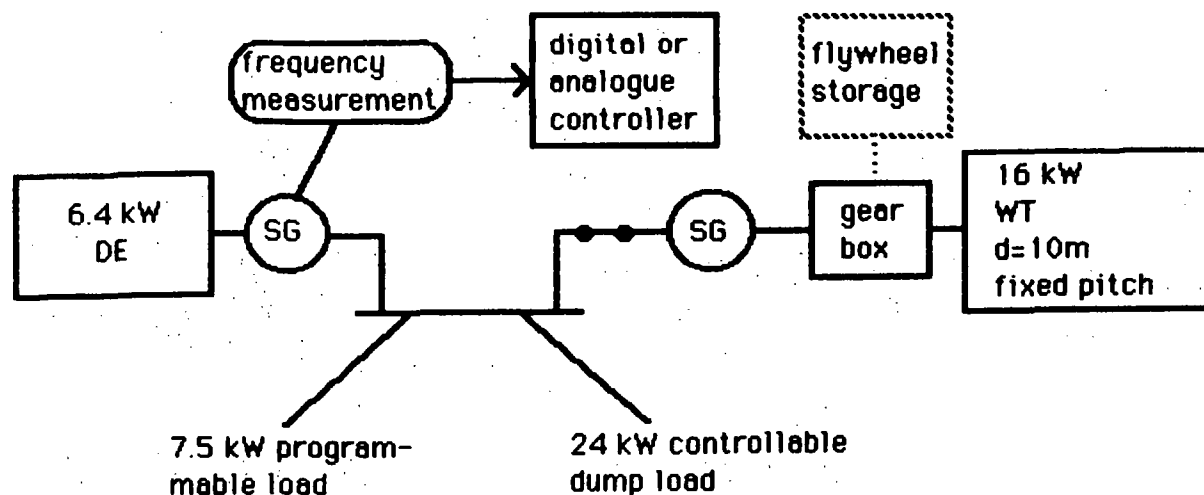 frequency
measurement
digital or
analogue
controller
flywheel
storage
6.4 kW
DE
SG
SG
gear
box
16 kW
WT
d=10m
fixed pitch
7.5 kW program-
mable load
24 kW controllable
dump load